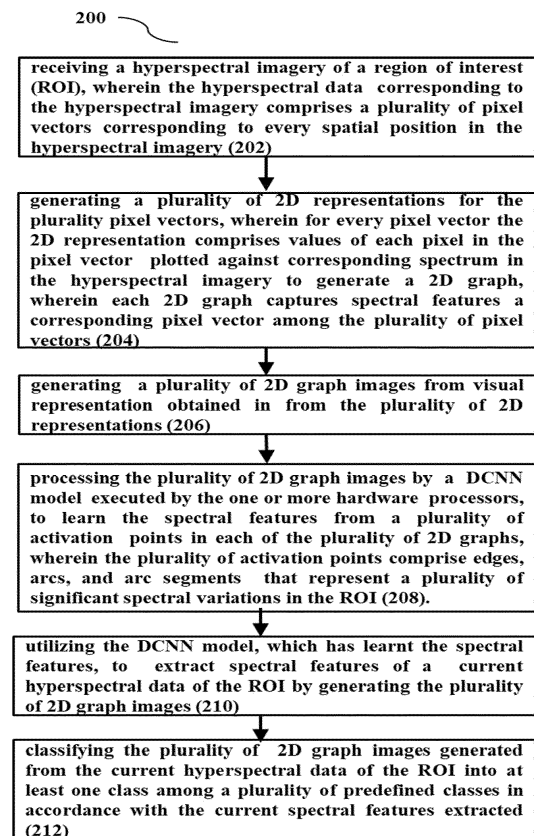 200
receiving a hyperspectral imagery of a region of interest
(ROI), wherein the hyperspectral data corresponding to
the hyperspectral imagery comprises a plurality of pixel
vectors corresponding to every spatial position in the
hyperspectral imagery (202)
generating a plurality of 2D representations for the
plurality pixel vectors, wherein for every pixel vector the
2D representation comprises values of each pixel in the
pixel vector plotted against corresponding spectrum in
the hyperspectral imagery to generate a 2D graph,
wherein each 2D graph captures spectral features a
corresponding pixel vector among the plurality of pixel
vectors (204)
generating a plurality of 2D graph images from visual
representation obtained in from the plurality of 2D
representations (206)
processing the plurality of 2D graph images by a DCNN
model executed by the one or more hardware processors,
to learn the spectral features from a plurality of
activation points in each of the plurality of 2D graphs,
wherein the plurality of activation points comprise edges,
arcs, and arc segments that represent a plurality of
significant spectral variations in the ROI (208).
utilizing the DCNN model, which has learnt the spectral
features, to extract spectral features of a current
hyperspectral data of the ROI by generating the plurality
of 2D graph images (210)
classifying the plurality of 2D graph images generated
from the current hyperspectral data of the ROI into at
least one class among a plurality of predefined classes in
accordance with the current spectral features extracted
(212)